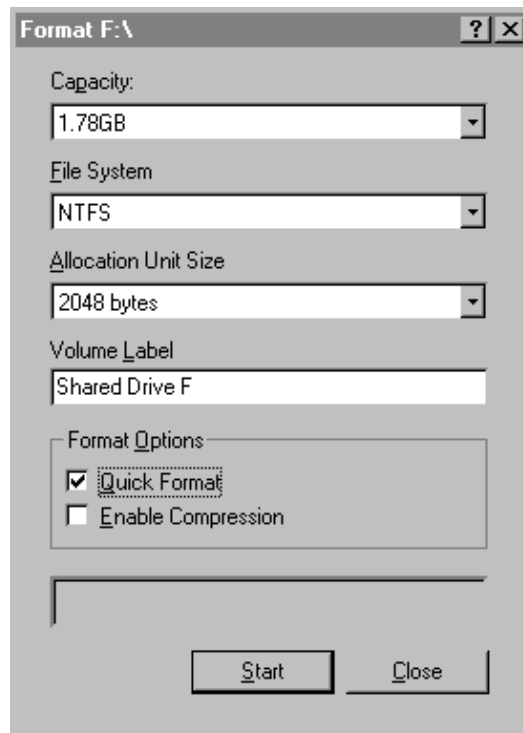 Format F:\
?
Capacity:
1.78GB
File System
NTFS
Allocation Unit Size
2048 bytes
Volume Label
Shared Drive F
Format Options
Quick Format
Enable Compression
Start Close